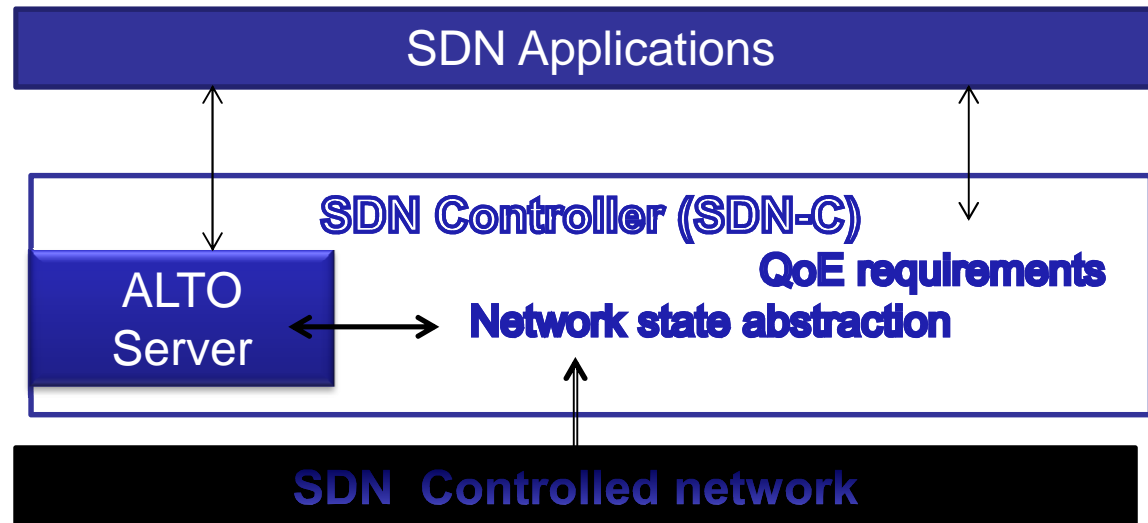 SDN Applications
SDN Controller (SDN-C)
QoE requirements
ALTO
Server
Network state abstraction
SDN Controlled network